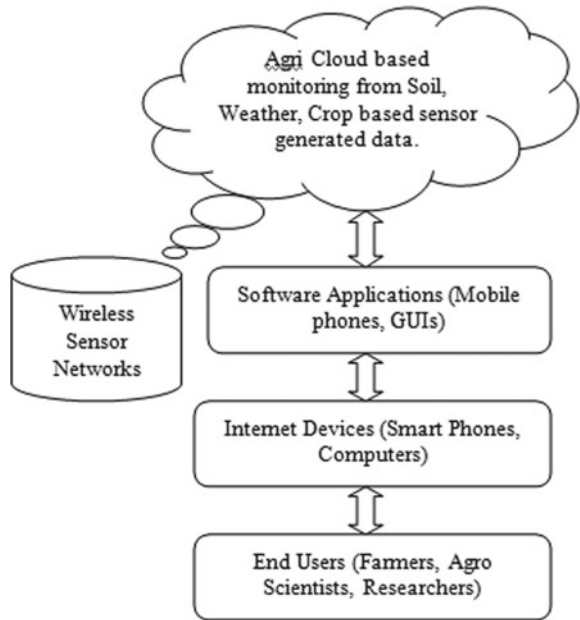 Agri Cloud based
monitoring from Soil,
Weather, Crop based sensor
generated data.
Wireless
Sensor
Networks
Software Applications (Mobile
phones, GUIs)
Internet Devices (Smart Phones,
Computers)
End Users (Farmers, Agro
Scientists, Researchers)